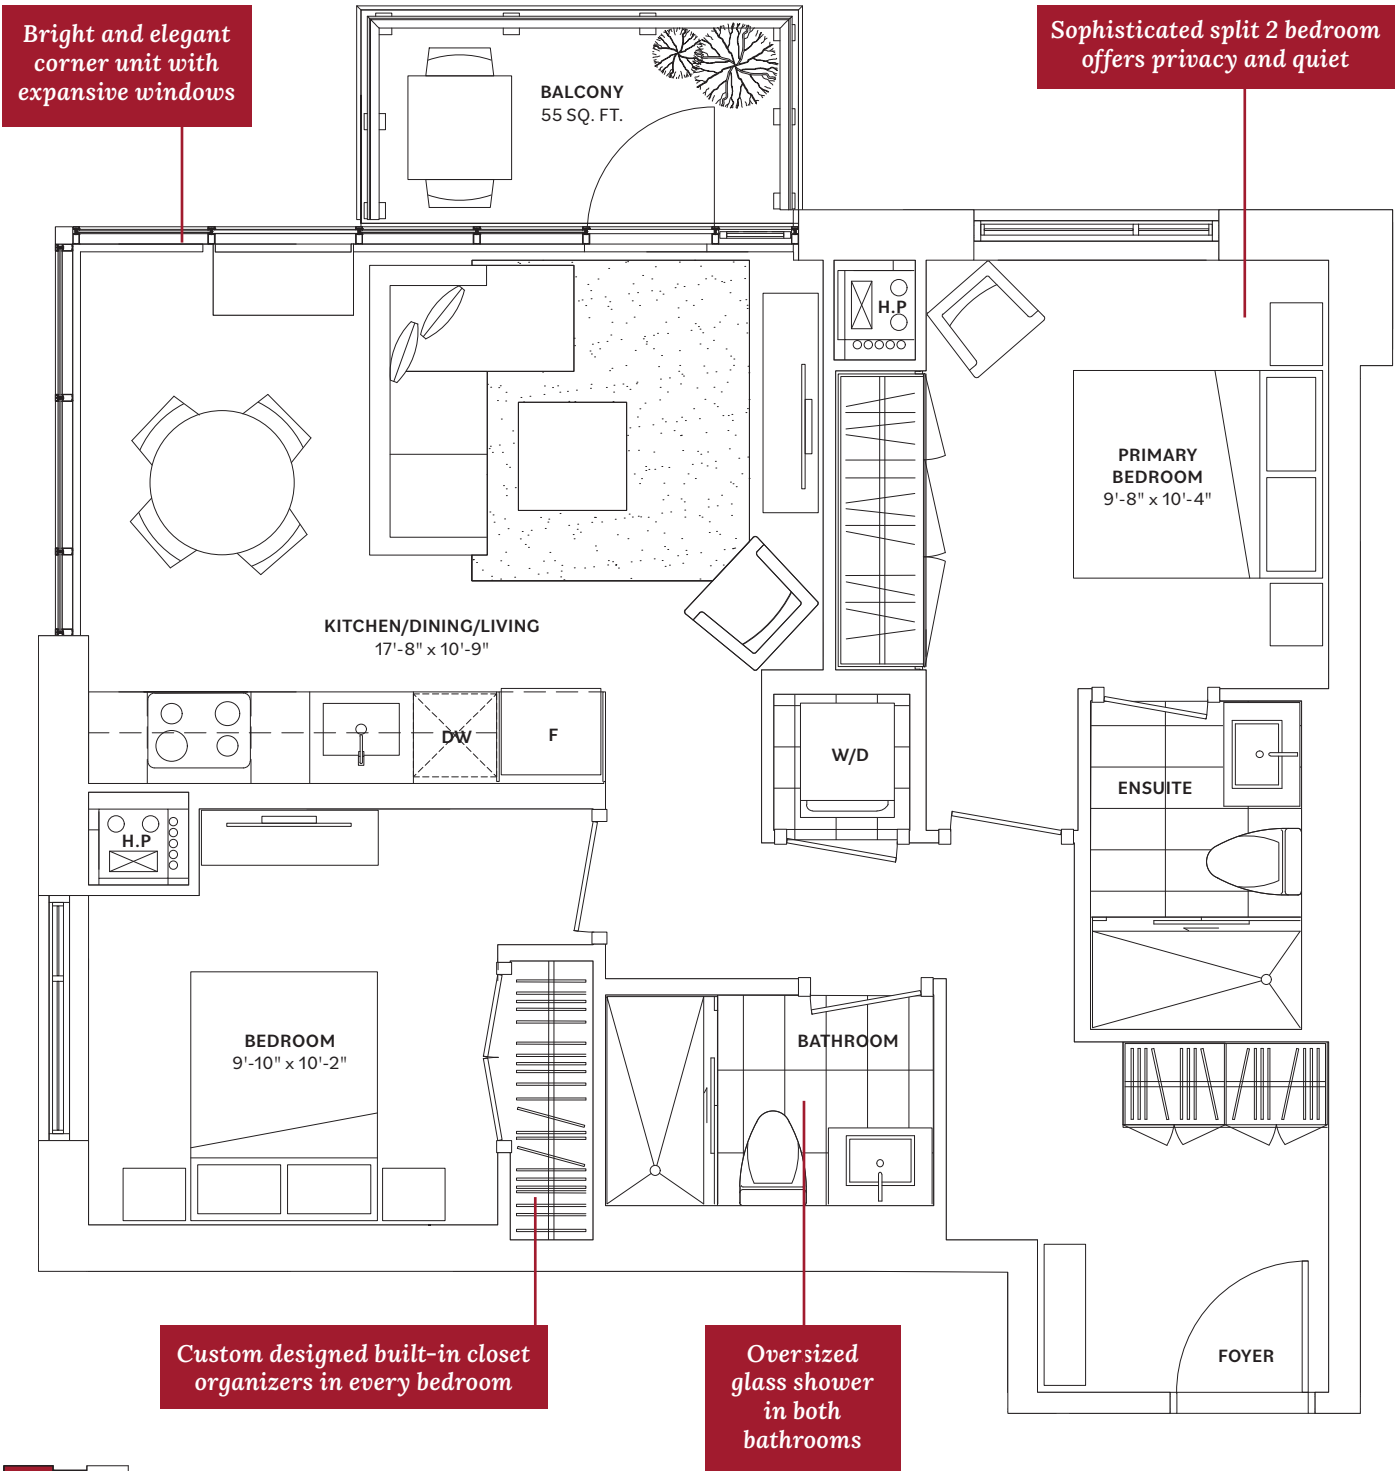 Bright and elegant
corner unit with
expansive windows
Sophisticated split 2 bedroom
offers privacy and quiet
BALCONY
55 SQ. FT.
H.P
PRIMARY
BEDROOM
9'-8" x 10'-4"
KITCHEN/DINING/LIVING
17'-8" x 10'-9"
DW
F
W/D
ENSUITE
H.P
BEDROOM
9'-10" x 10'-2"
BATHROOM
FOYER
Custom designed built-in closet
organizers in every bedroom
Oversized
glass shower
in both
bathrooms